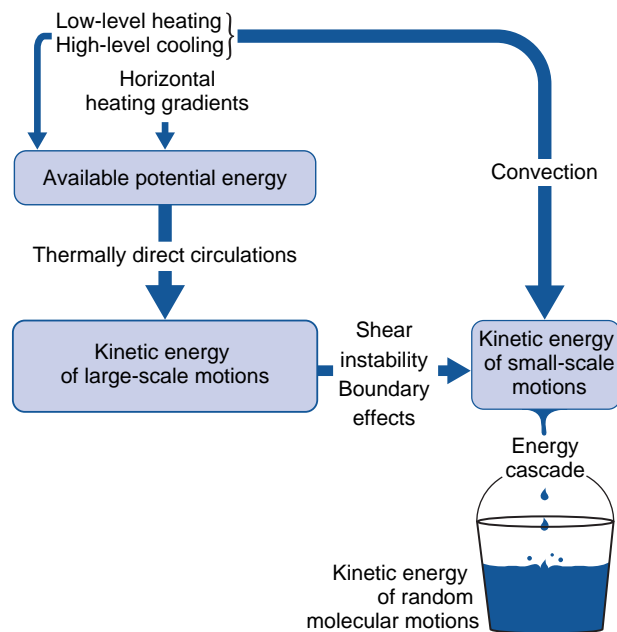 Low-level heating
High-level cooling
Horizontal
heating gradients
Available potential energy
Convection
Thermally direct circulations
Kinetic energy
of large-scale motions
Shear
instability
Boundary
effects
Kinetic energy
of small-scale
motions
Energy
cascade
Kinetic energy
of random
molecular motions